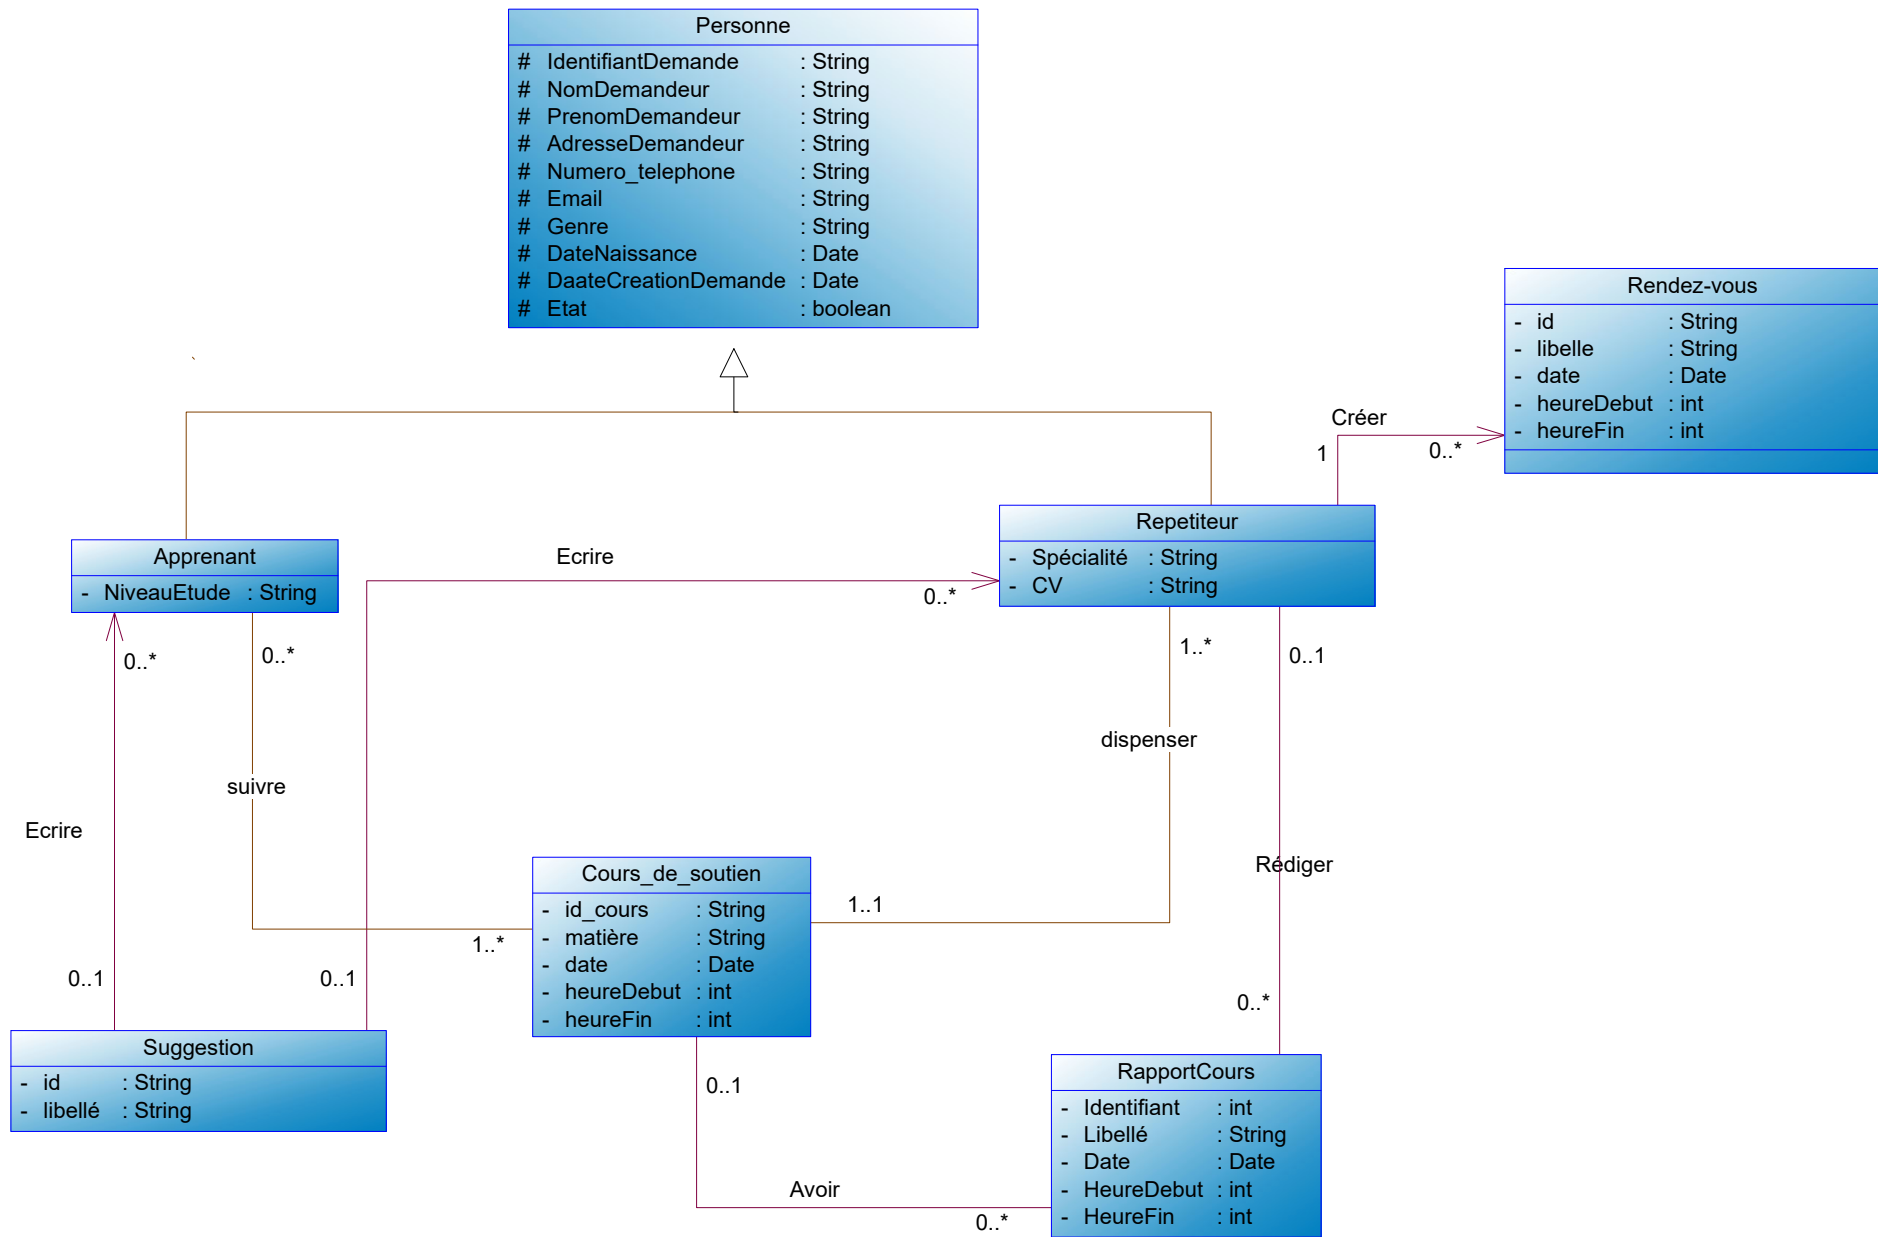 Personne
# IdentifiantDemande : String
# NomDemandeur : String
# PrenomDemandeur : String
# AdresseDemandeur : String
# Numero_telephone : String
# Email : String
# Genre : String
# DateNaissance : Date
# DaateCreationDemande : Date
# Etat : boolean
Rendez-vous
- id : String
- libelle : String
- date : Date
- heureDebut : int
- heureFin : int
Créer
1
0..*
Repetiteur
- Spécialité : String
- CV : String
Apprenant
- NiveauEtude : String
Ecrire
0..*
0..*
0..*
1..*
0..1
dispenser
suivre
Ecrire
Rédiger
Cours_de_soutien
- id_cours : String
- matière : String
- date : Date
- heureDebut : int
- heureFin : int
1..1
1..*
0..1
0..1
0..*
Suggestion
- id : String
- libellé : String
0..1
RapportCours
- Identifiant : int
- Libellé : String
- Date : Date
- HeureDebut : int
- HeureFin : int
Avoir
0..*